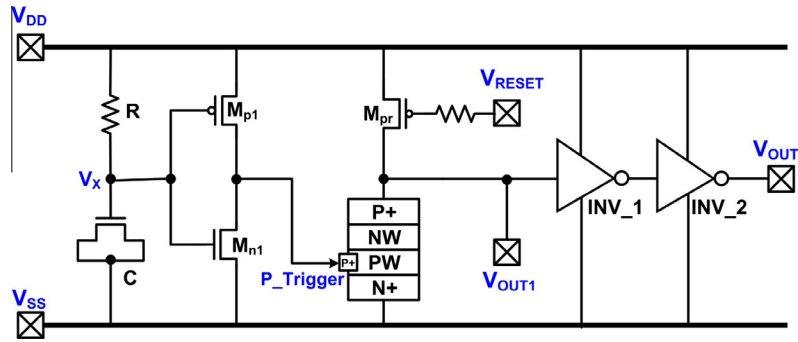 VDD
VRESET
R
Mp1
Mpr
VX
VOUT
INV_1
INV_2
P+
NW
Mn1
P+
PW
P_Trigger
VOUT1
N+
C
VSS